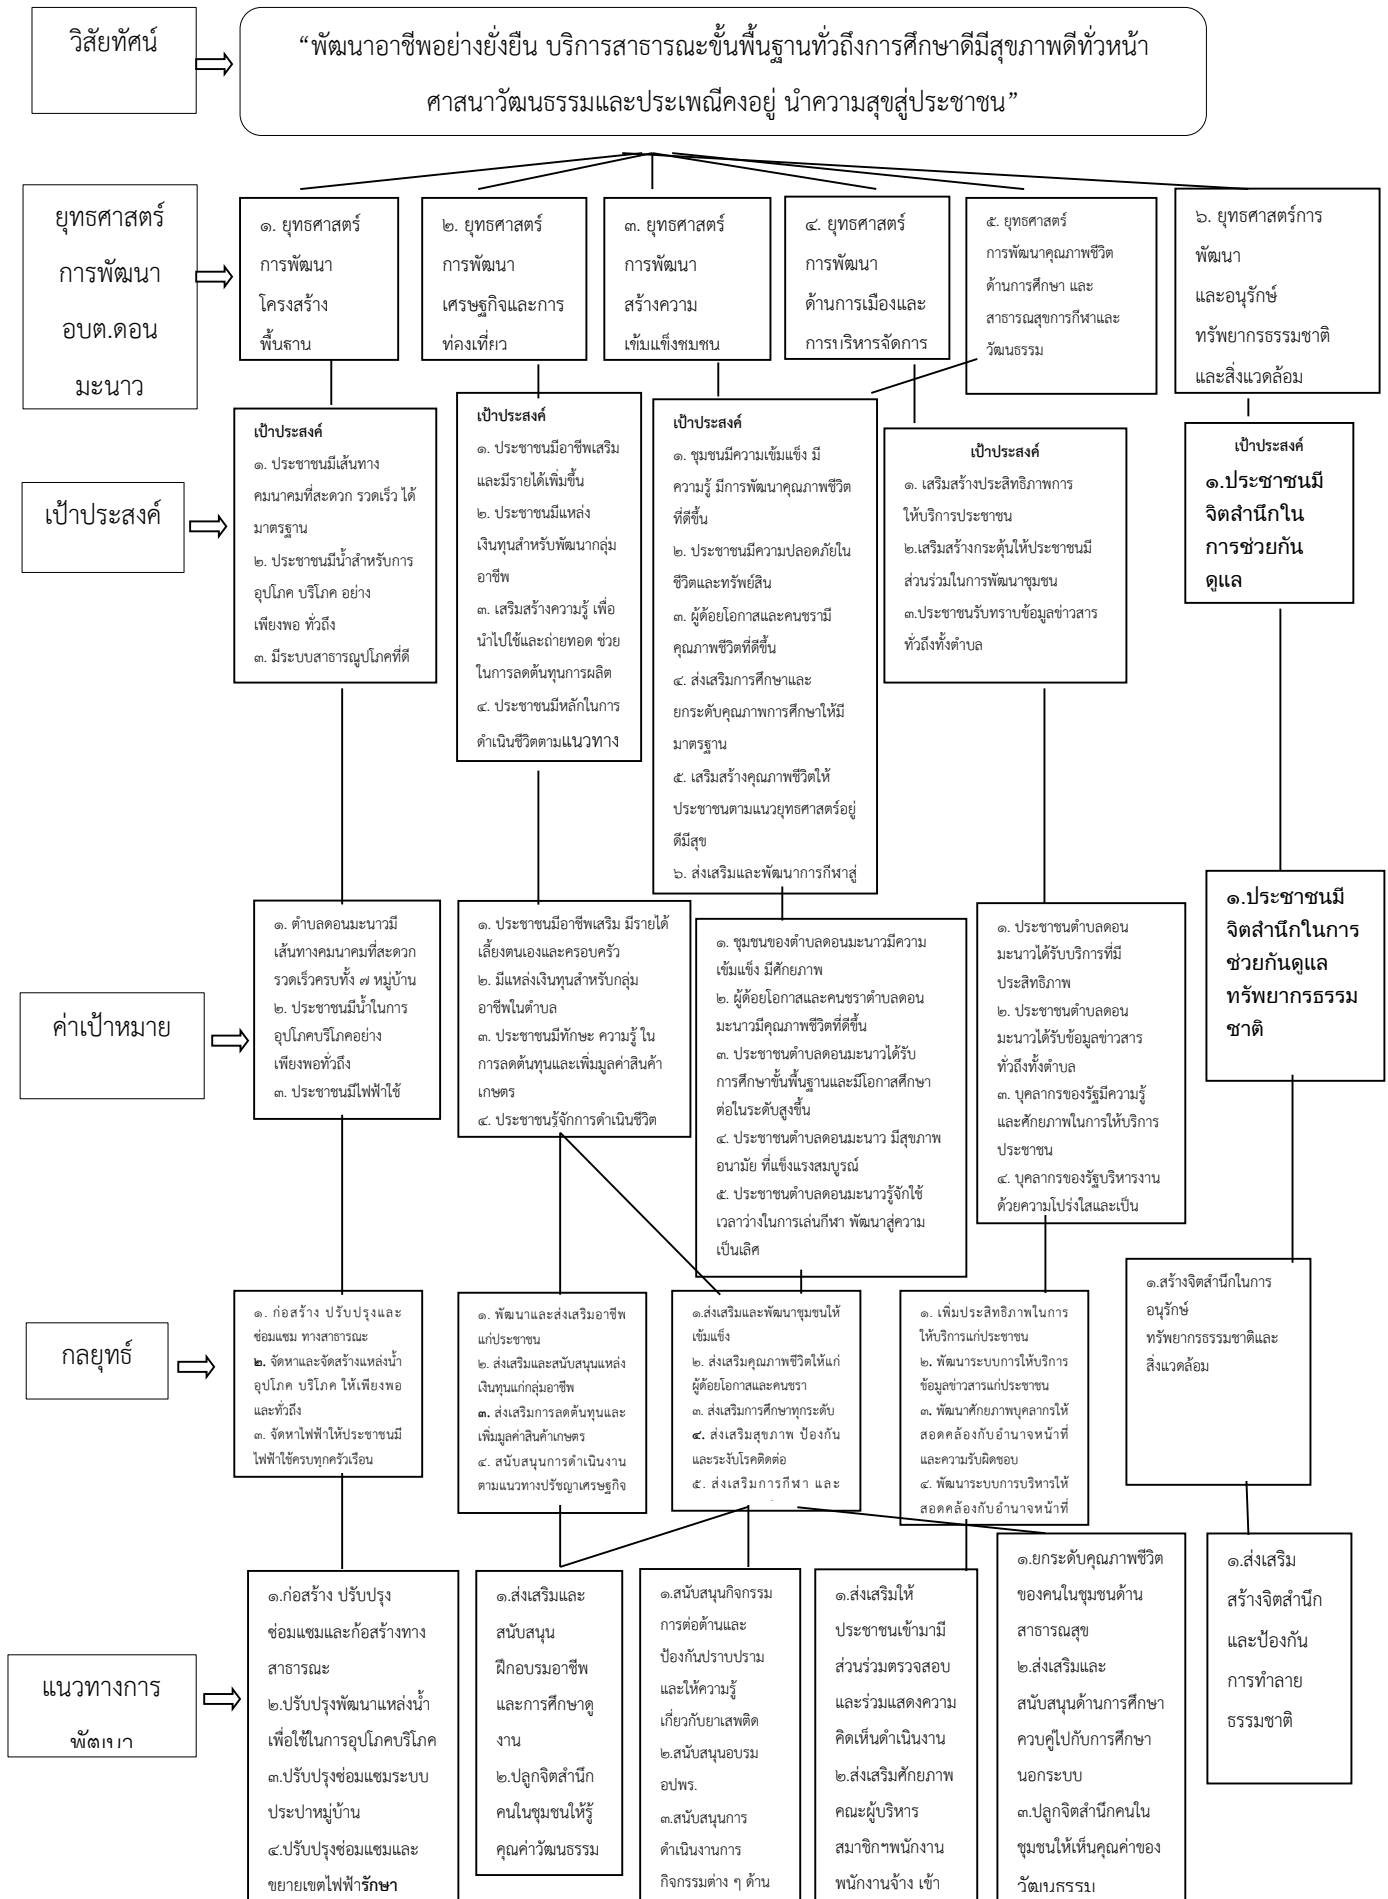 วิสัยทัศน์
“พัฒนาอาชีพอย่างยั่งยืน บริการสาธารณะขั้นพื้นฐานทั่วถึงการศึกษาดีมีสุขภาพดีทั่วหน้า
ศาสนาวัฒนธรรมและประเพณีคงอยู่ นำความสุขสู่ประชาชน”
ยุทธศาสตร์
การพัฒนา
อบต.ดอน
มะนาว
๑. ยุทธศาสตร์
การพัฒนา
โครงสร้าง
พื้นฐาน
๒. ยุทธศาสตร์
การพัฒนา
เศรษฐกิจและการ
ท่องเที่ยว
๓. ยุทธศาสตร์
การพัฒนา
สร้างความ
เข้มแข็งชุมชน
๔. ยุทธศาสตร์
การพัฒนา
ด้านการเมืองและ
การบริหารจัดการ
๕. ยุทธศาสตร์
การพัฒนาคุณภาพชีวิต
ด้านการศึกษา และ
สาธารณสุขการกีฬาและ
วัฒนธรรม
๖. ยุทธศาสตร์การ
พัฒนา
และอนุรักษ์
ทรัพยากรธรรมชาติ
และสิ่งแวดล้อม
เป้าประสงค์
เป้าประสงค์
๑. ประชาชนมีเส้นทาง
คมนาคมที่สะดวก รวดเร็ว ได้
มาตรฐาน
๒. ประชาชนมีน้ำสำหรับการ
อุปโภค บริโภค อย่าง
เพียงพอ ทั่วถึง
๓. มีระบบสาธารณูปโภคที่ดี
เป้าประสงค์
๑. ประชาชนมีอาชีพเสริม
และมีรายได้เพิ่มขึ้น
๒. ประชาชนมีแหล่ง
เงินทุนสำหรับพัฒนากลุ่ม
อาชีพ
๓. เสริมสร้างความรู้ เพื่อ
นำไปใช้และถ่ายทอด ช่วย
ในการลดต้นทุนการผลิต
๔. ประชาชนมีหลักในการ
ดำเนินชีวิตตามแนวทาง
เป้าประสงค์
๑. ชุมชนมีความเข้มแข็ง มี
ความรู้ มีการพัฒนาคุณภาพชีวิต
ที่ดีขึ้น
๒. ประชาชนมีความปลอดภัยใน
ชีวิตและทรัพย์สิน
๓. ผู้ด้อยโอกาสและคนชรามี
คุณภาพชีวิตที่ดีขึ้น
๔. ส่งเสริมการศึกษาและ
ยกระดับคุณภาพการศึกษาให้มี
มาตรฐาน
๕. เสริมสร้างคุณภาพชีวิตให้
ประชาชนตามแนวยุทธศาสตร์อยู่
ดีมีสุข
๖. ส่งเสริมและพัฒนาการกีฬาสู่
เป้าประสงค์
๑. เสริมสร้างประสิทธิภาพการ
ให้บริการประชาชน
๒.เสริมสร้างกระตุ้นให้ประชาชนมี
ส่วนร่วมในการพัฒนาชุมชน
๓.ประชาชนรับทราบข้อมูลข่าวสาร
ทั่วถึงทั้งตำบล
เป้าประสงค์
๑.ประชาชนมี
จิตสำนึกใน
การช่วยกัน
ดูแล
ค่าเป้าหมาย
๑. ตำบลดอนมะนาวมี
เส้นทางคมนาคมที่สะดวก
รวดเร็วครบทั้ง ๗ หมู่บ้าน
๒. ประชาชนมีน้ำในการ
อุปโภคบริโภคอย่าง
เพียงพอทั่วถึง
๓. ประชาชนมีไฟฟ้าใช้
๑. ประชาชนมีอาชีพเสริม มีรายได้
เลี้ยงตนเองและครอบครัว
๒. มีแหล่งเงินทุนสำหรับกลุ่ม
อาชีพในตำบล
๓. ประชาชนมีทักษะ ความรู้ ใน
การลดต้นทุนและเพิ่มมูลค่าสินค้า
เกษตร
๔. ประชาชนรู้จักการดำเนินชีวิต
๑. ชุมชนของตำบลดอนมะนาวมีความ
เข้มแข็ง มีศักยภาพ
๒. ผู้ด้อยโอกาสและคนชราตำบลดอน
มะนาวมีคุณภาพชีวิตที่ดีขึ้น
๓. ประชาชนตำบลดอนมะนาวได้รับ
การศึกษาขั้นพื้นฐานและมีโอกาสศึกษา
ต่อในระดับสูงขึ้น
๔. ประชาชนตำบลดอนมะนาว มีสุขภาพ
อนามัย ที่แข็งแรงสมบูรณ์
๕. ประชาชนตำบลดอนมะนาวรู้จักใช้
เวลาว่างในการเล่นกีฬา พัฒนาสู่ความ
เป็นเลิศ
๑. ประชาชนตำบลดอน
มะนาวได้รับบริการที่มี
ประสิทธิภาพ
๒. ประชาชนตำบลดอน
มะนาวได้รับข้อมูลข่าวสาร
ทั่วถึงทั้งตำบล
๓. บุคลากรของรัฐมีความรู้
และศักยภาพในการให้บริการ
ประชาชน
๔. บุคลากรของรัฐบริหารงาน
ด้วยความโปร่งใสและเป็น
๑.ประชาชนมี
จิตสำนึกในการ
ช่วยกันดูแล
ทรัพยากรธรรม
ชาติ
กลยุทธ์
๑. ก่อสร้าง ปรับปรุงและ
ซ่อมแซม ทางสาธารณะ
๒. จัดหาและจัดสร้างแหล่งน้ำ
อุปโภค บริโภค ให้เพียงพอ
และทั่วถึง
๓. จัดหาไฟฟ้าให้ประชาชนมี
ไฟฟ้าใช้ครบทุกครัวเรือน
๑. พัฒนาและส่งเสริมอาชีพ
แก่ประชาชน
๒. ส่งเสริมและสนับสนุนแหล่ง
เงินทุนแก่กลุ่มอาชีพ
๓. ส่งเสริมการลดต้นทุนและ
เพิ่มมูลค่าสินค้าเกษตร
๔. สนับสนุนการดำเนินงาน
ตามแนวทางปรัชญาเศรษฐกิจ
๑.ส่งเสริมและพัฒนาชุมชนให้
เข้มแข็ง
๒. ส่งเสริมคุณภาพชีวิตให้แก่
ผู้ด้อยโอกาสและคนชรา
๓. ส่งเสริมการศึกษาทุกระดับ
๔. ส่งเสริมสุขภาพ ป้องกัน
และระงับโรคติดต่อ
๕. ส่งเสริมการกีฬา และ
๑. เพิ่มประสิทธิภาพในการ
ให้บริการแก่ประชาชน
๒. พัฒนาระบบการให้บริการ
ข้อมูลข่าวสารแก่ประชาชน
๓. พัฒนาศักยภาพบุคลากรให้
สอดคล้องกับอำนาจหน้าที่
และความรับผิดชอบ
๔. พัฒนาระบบการบริหารให้
สอดคล้องกับอำนาจหน้าที่
๑.สร้างจิตสำนึกในการ
อนุรักษ์
ทรัพยากรธรรมชาติและ
สิ่งแวดล้อม
แนวทางการ
พัฒนา
๑.ก่อสร้าง ปรับปรุง
ซ่อมแซมและก้อสร้างทาง
สาธารณะ
๒.ปรับปรุงพัฒนาแหล่งน้ำ
เพื่อใช้ในการอุปโภคบริโภค
๓.ปรับปรุงซ่อมแซมระบบ
ประปาหมู่บ้าน
๔.ปรับปรุงซ่อมแซมและ
ขยายเขตไฟฟ้ารักษา
๑.ส่งเสริมและ
สนับสนุน
ฝึกอบรมอาชีพ
และการศึกษาดู
งาน
๒.ปลูกจิตสำนึก
คนในชุมชนให้รู้
คุณค่าวัฒนธรรม
๑.สนับสนุนกิจกรรม
การต่อต้านและ
ป้องกันปราบปราม
และให้ความรู้
เกี่ยวกับยาเสพติด
๒.สนับสนุนอบรม
อปพร.
๓.สนับสนุนการ
ดำเนินงานการ
กิจกรรมต่าง ๆ ด้าน
๑.ส่งเสริมให้
ประชาชนเข้ามามี
ส่วนร่วมตรวจสอบ
และร่วมแสดงความ
คิดเห็นดำเนินงาน
๒.ส่งเสริมศักยภาพ
คณะผู้บริหาร
สมาชิกฯพนักงาน
พนักงานจ้าง เข้า
๑.ยกระดับคุณภาพชีวิต
ของคนในชุมชนด้าน
สาธารณสุข
๒.ส่งเสริมและ
สนับสนุนด้านการศึกษา
ควบคู่ไปกับการศึกษา
นอกระบบ
๓.ปลูกจิตสำนึกคนใน
ชุมชนให้เห็นคุณค่าของ
วัฒนธรรม
๑.ส่งเสริม
สร้างจิตสำนึก
และป้องกัน
การทำลาย
ธรรมชาติ